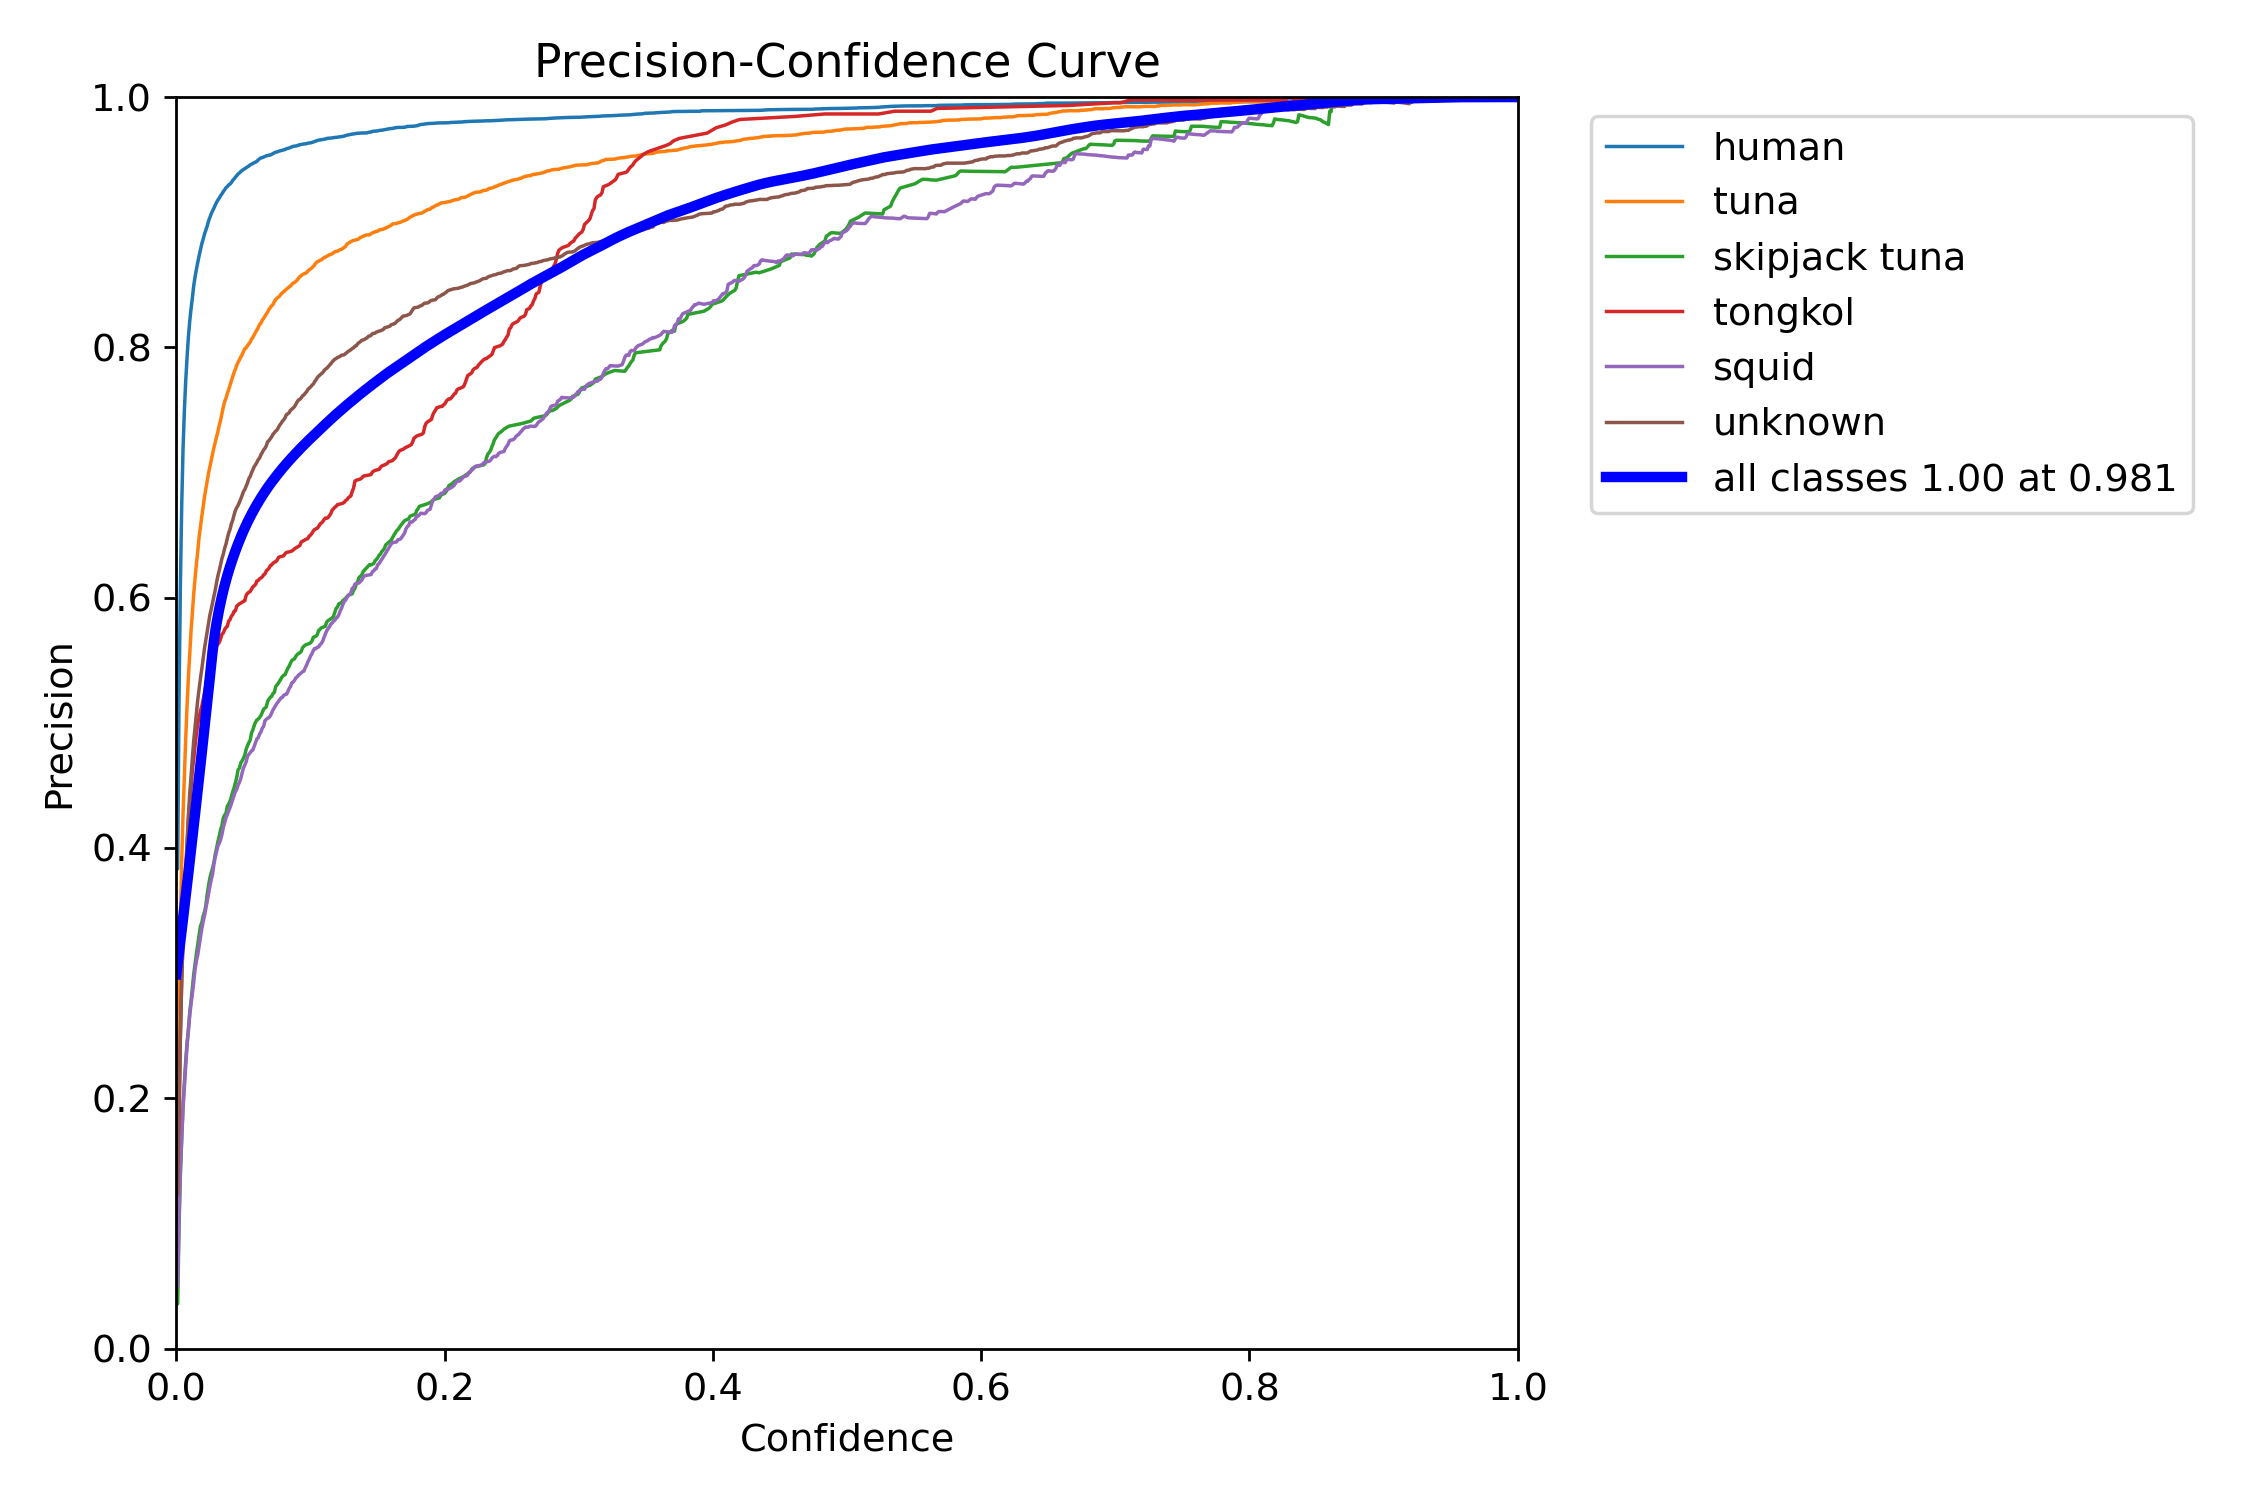 Precision-Confidence Curve
1.0
0.8
0.6
0.4
0.2
0.0
Precision
0.0 0.2 0.4 0.6 0.8 1.0
Confidence
human
tuna
skipjack tuna
tongkol
squid
unknown
all classes 1.00 at 0.981